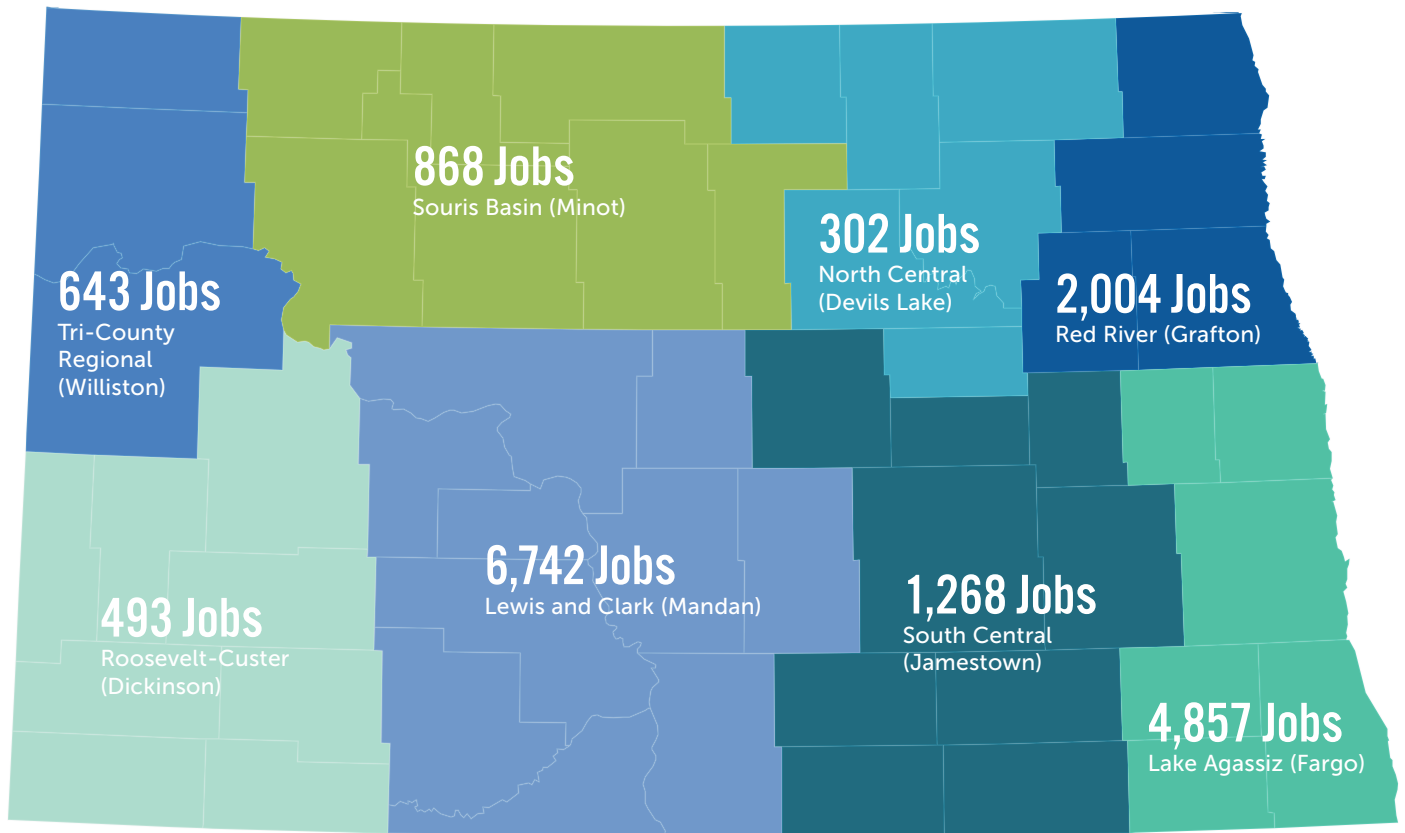 868 Jobs
Souris Basin (Minot)
302 Jobs
North Central
(Devils Lake)
643 Jobs
Tri-County
Regional
(Williston)
2,004 Jobs
Red River (Grafton)
6,742 Jobs
Lewis and Clark (Mandan)
1,268 Jobs
South Central
(Jamestown)
493 Jobs
Roosevelt-Custer
(Dickinson)
4,857 Jobs
Lake Agassiz (Fargo)